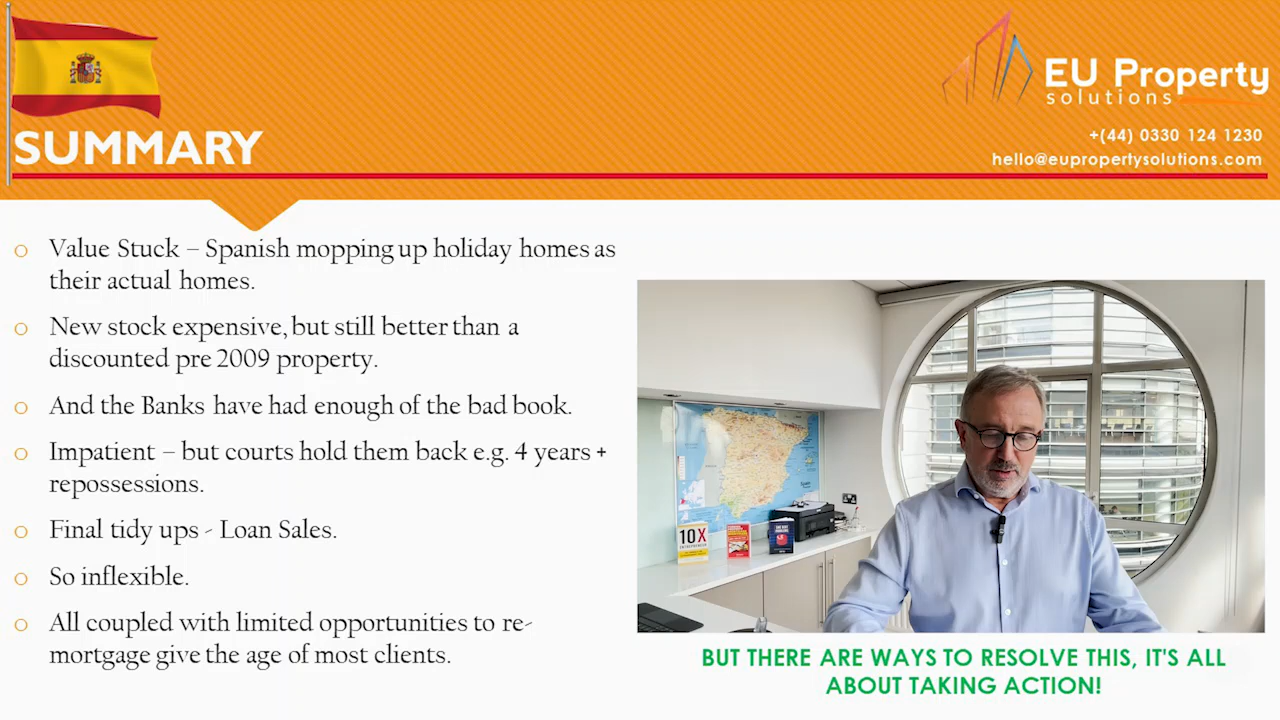 EU Property
solutions
+(44) 0330 124 1230
hello@eupropertysolutions.com
SUMMARY
Value Stuck – Spanish mopping up holiday homes as
their actual homes.
New stock expensive, but still better than a
discounted pre 2009 property.
And the Banks have had enough of the bad book.
Impatient – but courts hold them back e.g. 4 years +
repossessions.
Final tidy ups - Loan Sales.
So inflexible.
All coupled with limited opportunities to re-
mortgage give the age of most clients.
10X
BUT THERE ARE WAYS TO RESOLVE THIS, IT'S ALL
ABOUT TAKING ACTION!